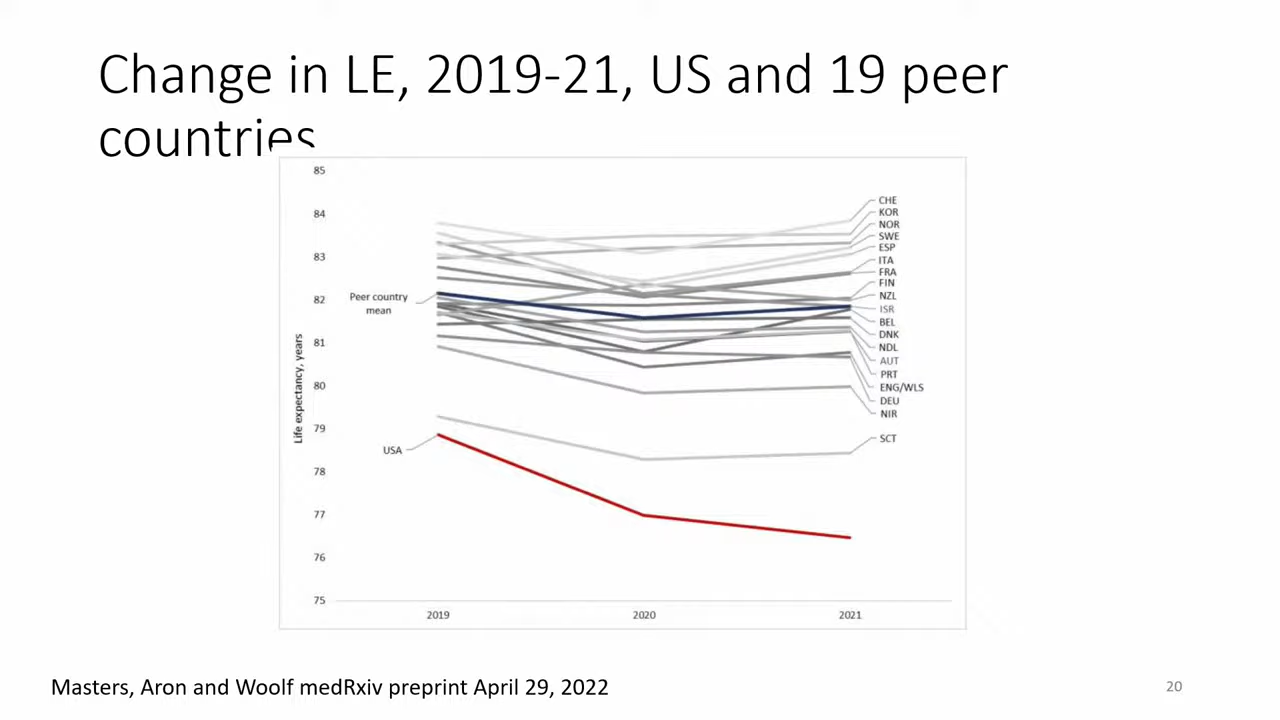 Change in LE, 2019-21, US and 19 peer
countries
85
84
83
82
81
80
79
78
77
76
75
Life expectancy, years
Peer country
mean
USA
CHE
KOR
NOR
SWE
ESP
ITA
FRA
FIN
NZL
ISR
BEL
DNK
NDL
AUT
PRT
ENG/WLS
DEU
NIR
SCT
2019 2020 2021
Masters, Aron and Woolf medRxiv preprint April 29, 2022
20